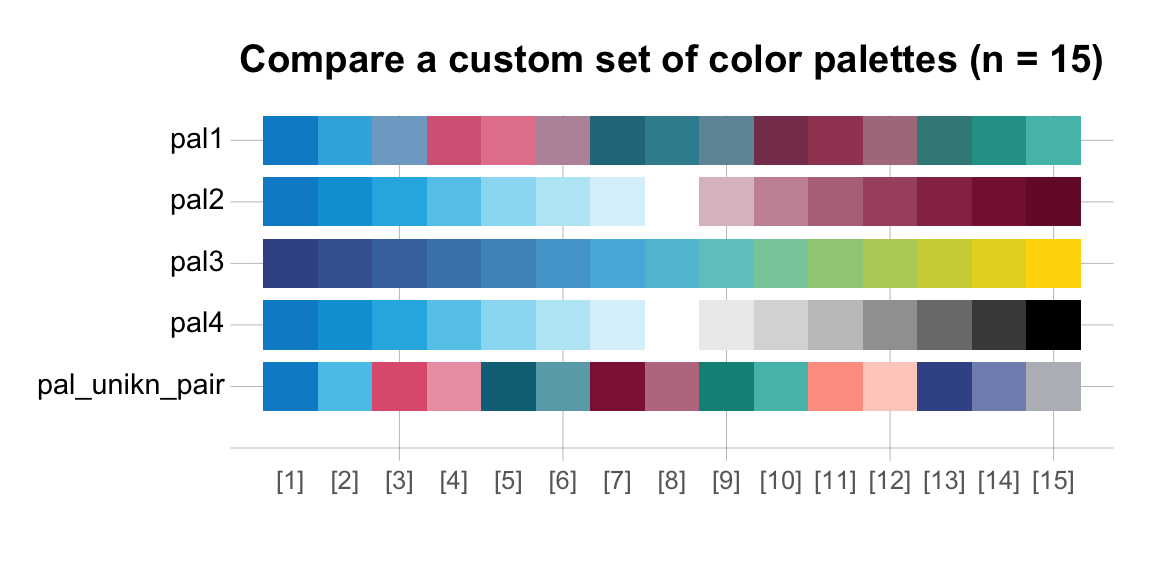 Compare a custom set of color palettes (n = 15)
pal1
pal2
pal3
pal4
pal_unikn_pair
[1] [2] [3] [4] [5] [6] [7] [8] [9] [10] [11] [12] [13] [14] [15]